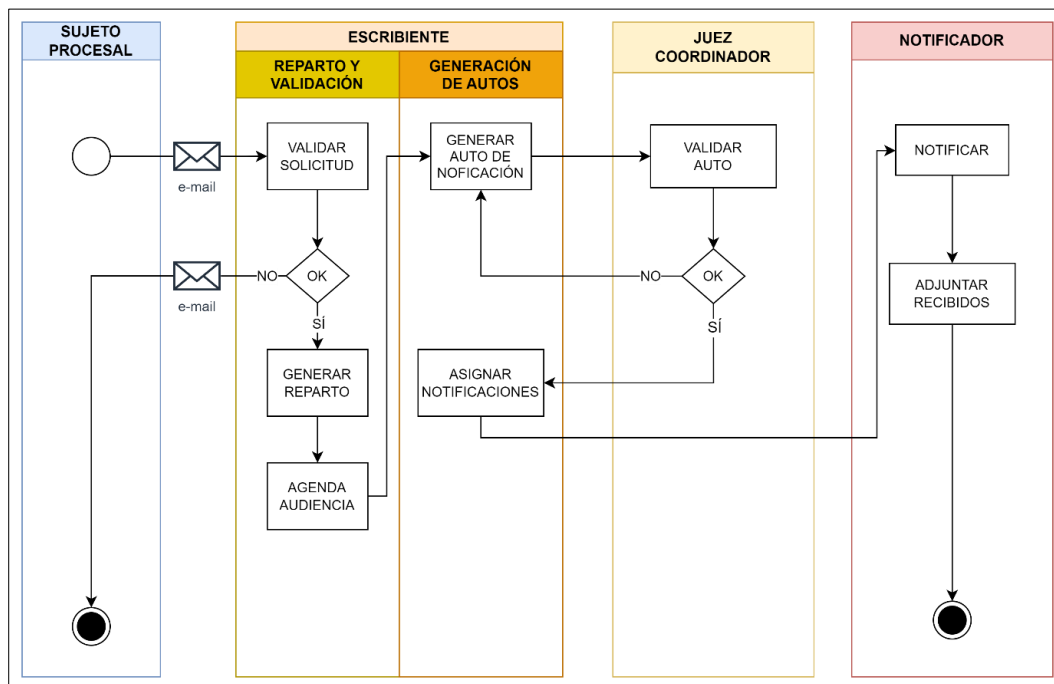 SUJETO
PROCESAL
ESCRIBIENTE
REPARTO Y
VALIDACIÓN
GENERACIÓN
DE AUTOS
JUEZ
COORDINADOR
NOTIFICADOR
e-mail
VALIDAR
SOLICITUD
GENERAR
AUTO DE
NOFICACIÓN
VALIDAR
AUTO
NOTIFICAR
e-mail
NO
OK
SÍ
NO
OK
SÍ
ADJUNTAR
RECIBIDOS
GENERAR
REPARTO
ASIGNAR
NOTIFICACIONES
AGENDA
AUDIENCIA